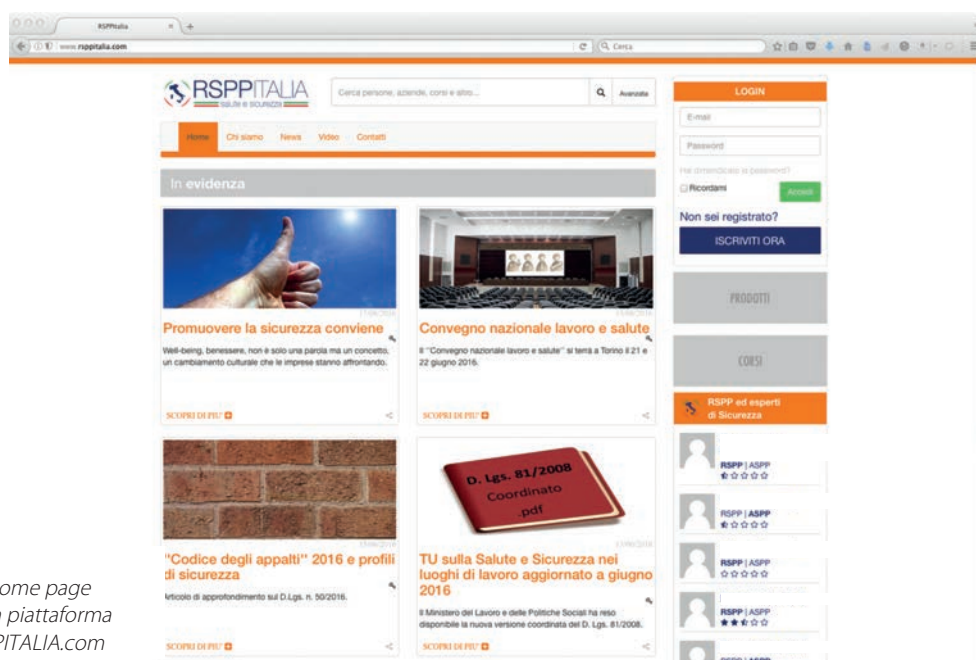 RSPPItalia
www.rsppitalia.com
Cerca
RSPPITALIA
salute e sicurezza
Cerca persone, aziende, corsi e altro...
Avanzata
Home Chi siamo News Video Contatti
In evidenza
Promuovere la sicurezza conviene
Well-being, benessere, non è solo una parola ma un concetto,
un cambiamento culturale che le imprese stanno affrontando.
SCOPRI DI PIU'
Convegno nazionale lavoro e salute
Il "Convegno nazionale lavoro e salute" si terrà a Torino il 21 e
22 giugno 2016.
SCOPRI DI PIU'
"Codice degli appalti" 2016 e profili
di sicurezza
Articolo di approfondimento sul D.Lgs. n. 50/2016.
SCOPRI DI PIU'
D. Lgs. 81/2008
Coordinato
.pdf
TU sulla Salute e Sicurezza nei
luoghi di lavoro aggiornato a giugno
2016
Il Ministero del Lavoro e delle Politiche Sociali ha reso
disponibile la nuova versione coordinata del D. Lgs. 81/2008.
SCOPRI DI PIU'
LOGIN
E-mail
Password
Hai dimenticato la password?
Ricordami
Accedi
Non sei registrato?
ISCRIVITI ORA
PRODOTTI
CORSI
RSPP ed esperti
di Sicurezza
RSPP | ASPP
RSPP | ASPP
RSPP | ASPP
RSPP | ASPP
RSPP | ASPP
ome page
piattaforma
PITALIA.com